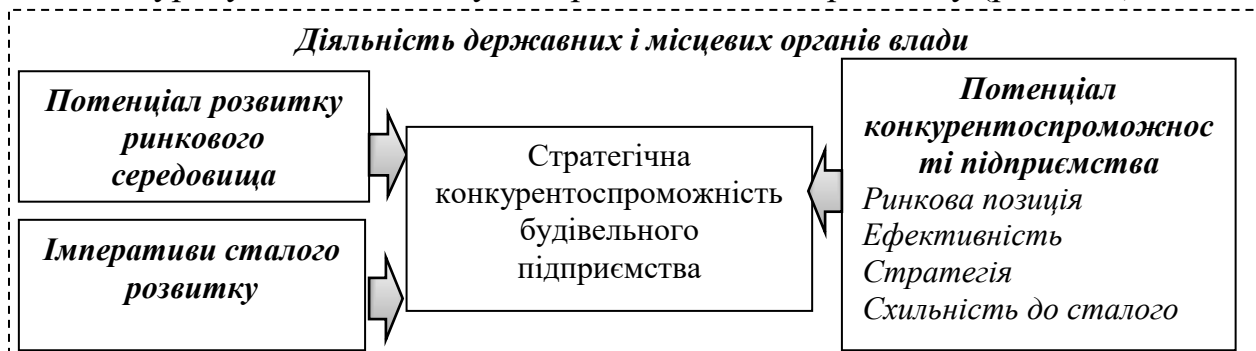 Діяльність державних і місцевих органів влади
Потенціал розвитку
ринкового
середовища
Імперативи сталого
розвитку
Стратегічна
конкурентоспроможність
будівельного
підприємства
Потенціал
конкурентоспроможнос
ті підприємства
Ринкова позиція
Ефективність
Стратегія
Схильність до сталого